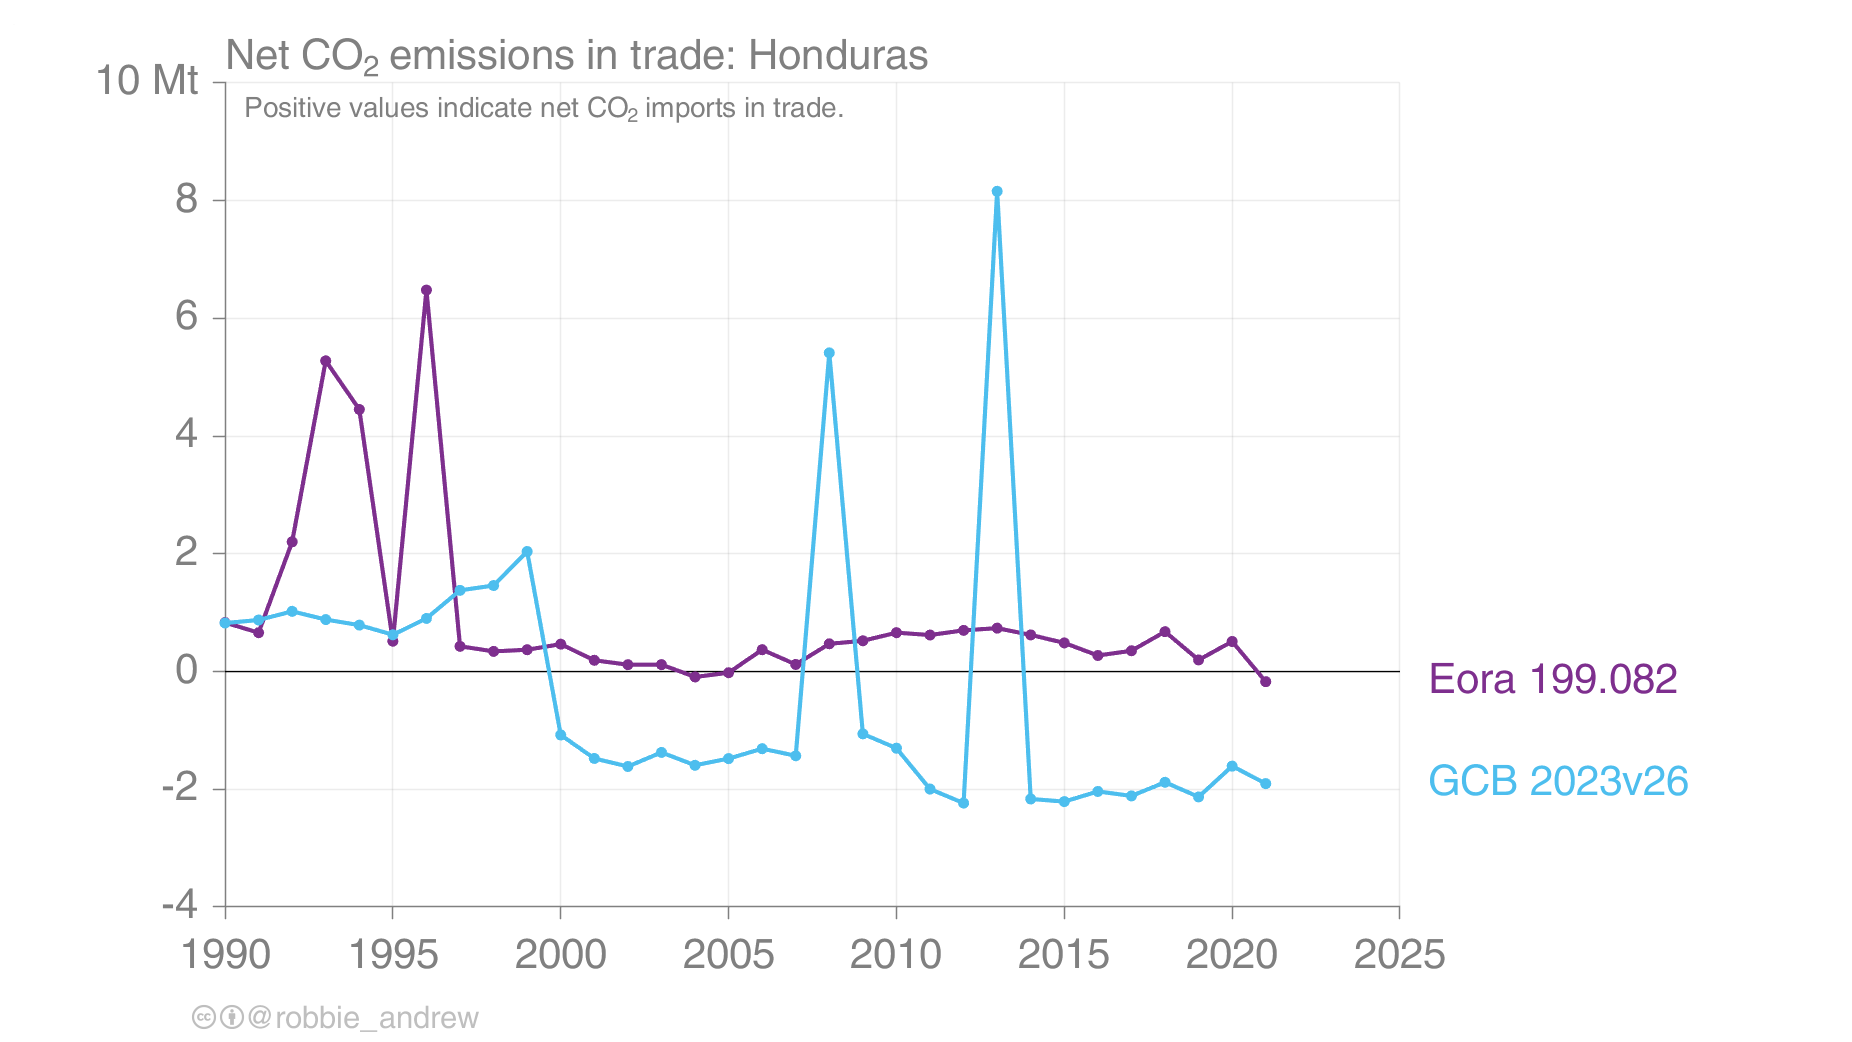 Net CO₂ emissions in trade: Honduras
10 Mt
Positive values indicate net CO₂ imports in trade.
8
6
4
2
0
-2
-4
Eora 199.082
GCB 2023v26
1990 1995 2000 2005 2010 2015 2020 2025
cc @robbie_andrew